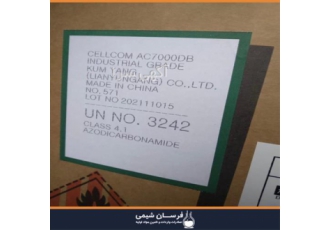 CELLCOM AC7000DB
INDUSTRIAL GRADE
KUM YANG
(LIANYUNGANG) CO., LTD.
MADE IN CHINA
NO. 571
LOT NO 202111015
UN NO. 3242
CLASS 4.1
AZODICARBONAMIDE
فرسان شیمی